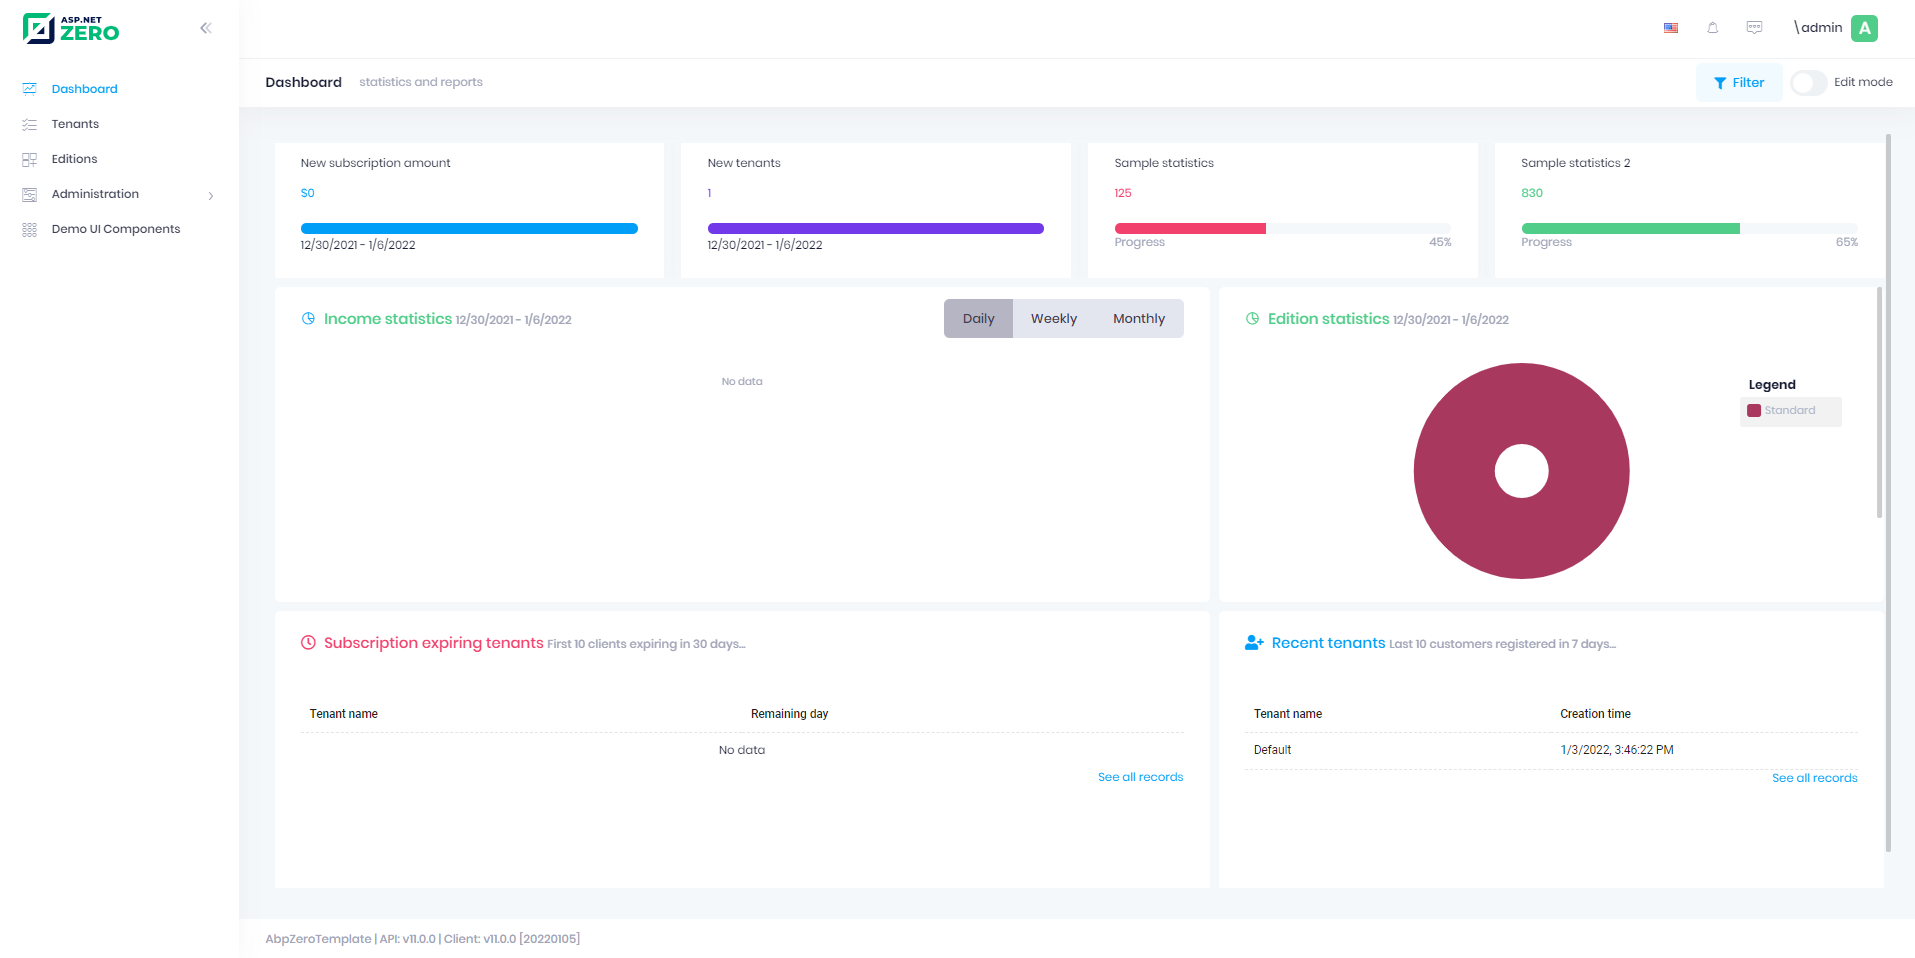 ASP.NET
ZERO
\admin A
Dashboard
Tenants
Editions
Administration
Demo UI Components
Dashboard statistics and reports
Filter Edit mode
New subscription amount
$0
12/30/2021 - 1/6/2022
New tenants
1
12/30/2021 - 1/6/2022
Sample statistics
125
Progress 45%
Sample statistics 2
830
Progress 65%
Income statistics 12/30/2021 - 1/6/2022
Daily Weekly Monthly
No data
Edition statistics 12/30/2021 - 1/6/2022
Legend
Standard
Subscription expiring tenants First 10 clients expiring in 30 days...
Tenant name Remaining day
No data
See all records
Recent tenants Last 10 customers registered in 7 days...
Tenant name Creation time
Default 1/3/2022, 3:46:22 PM
See all records
AbpZeroTemplate | API: v11.0.0 | Client: v11.0.0 [20220105]